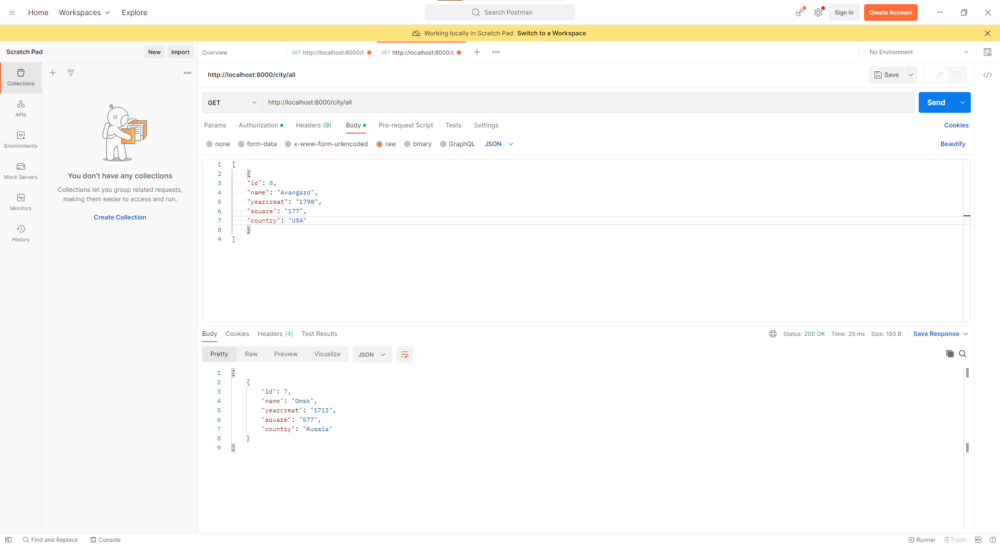 Home Workspaces Explore Search Postman Sign In Create Account
Working locally in Scratch Pad. Switch to a Workspace
Scratch Pad New Import Overview GET http://localhost:8000/t GET http://localhost:8000/c No Environment
Collections
APIs
Environments
Mock Servers
Monitors
History
You don't have any collections
Collections let you group related requests,
making them easier to access and run.
Create Collection
http://localhost:8000/city/all Save
GET http://localhost:8000/city/all Send
Params Authorization Headers (9) Body Pre-request Script Tests Settings Cookies
none form-data x-www-form-urlencoded raw binary GraphQL JSON Beautify
1 [
2 {
3 "id": 8,
4 "name": "Avangard",
5 "yearcreat": "1790",
6 "square": "177",
7 "country": "USA"
8 }
9 ]
Body Cookies Headers (4) Test Results Status: 200 OK Time: 25 ms Size: 193 B Save Response
Pretty Raw Preview Visualize JSON
1 [
2 {
3 "id": 7,
4 "name": "Omsk",
5 "yearcreat": "1713",
6 "square": "577",
7 "country": "Russia"
8 }
9 ]
Find and Replace Console Runner Trash